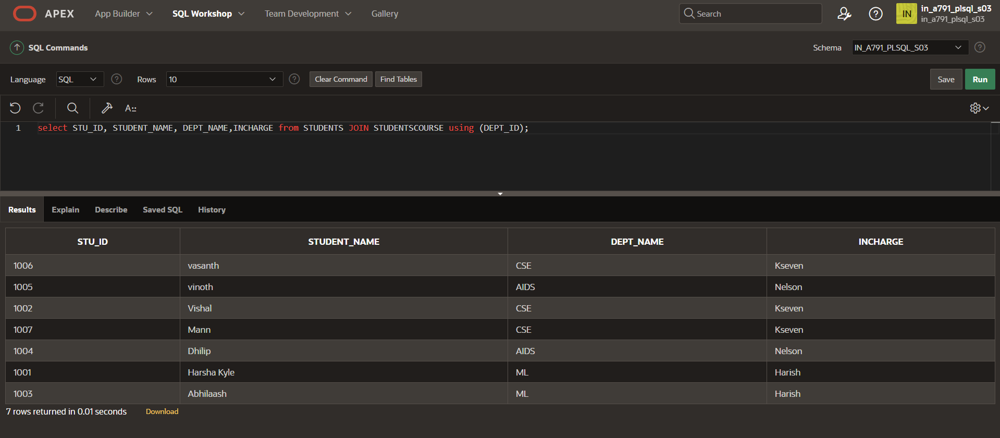 APEX App Builder SQL Workshop Team Development Gallery Search IN in_a791_plsql_s03
in_a791_plsql_s03
SQL Commands Schema IN_A791_PLSQL_S03
Language SQL Rows 10 Clear Command Find Tables Save Run
1 select STU_ID, STUDENT_NAME, DEPT_NAME,INCHARGE from STUDENTS JOIN STUDENTSCOURSE using (DEPT_ID);
Results Explain Describe Saved SQL History
STU_ID STUDENT_NAME DEPT_NAME INCHARGE
1006 vasanth CSE Kseven
1005 vinoth AIDS Nelson
1002 Vishal CSE Kseven
1007 Mann CSE Kseven
1004 Dhilip AIDS Nelson
1001 Harsha Kyle ML Harish
1003 Abhilaash ML Harish
7 rows returned in 0.01 seconds Download